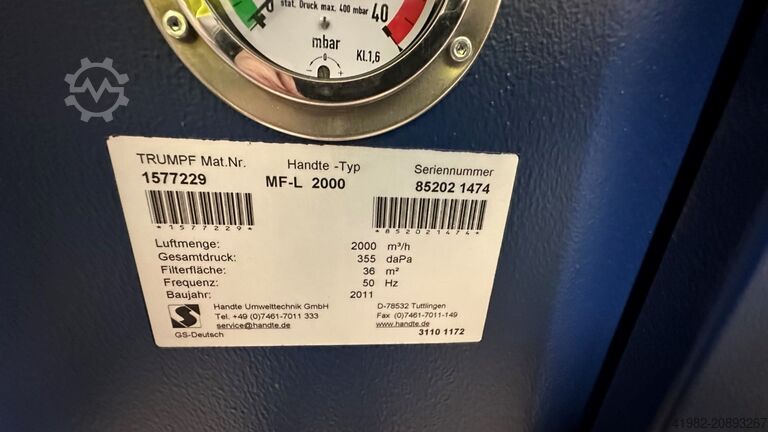 stat. Druck max. 400 mbar
40
mbar
Kl.1,6
- 0 +
TRUMPF Mat.Nr. Handte -Typ Seriennummer
1577229 MF-L 2000 85202 1474
*1577229* *852021474*
Luftmenge: 2000 m³/h
Gesamtdruck: 355 daPa
Filterfläche: 36 m²
Frequenz: 50 Hz
Baujahr: 2011
Handte Umwelttechnik GmbH D-78532 Tuttlingen
Tel. +49 (0)7461-7011 333 Fax (0)7461-7011-149
service@handte.de www.handte.de
GS-Deutsch 3110 1172
41982-20893267